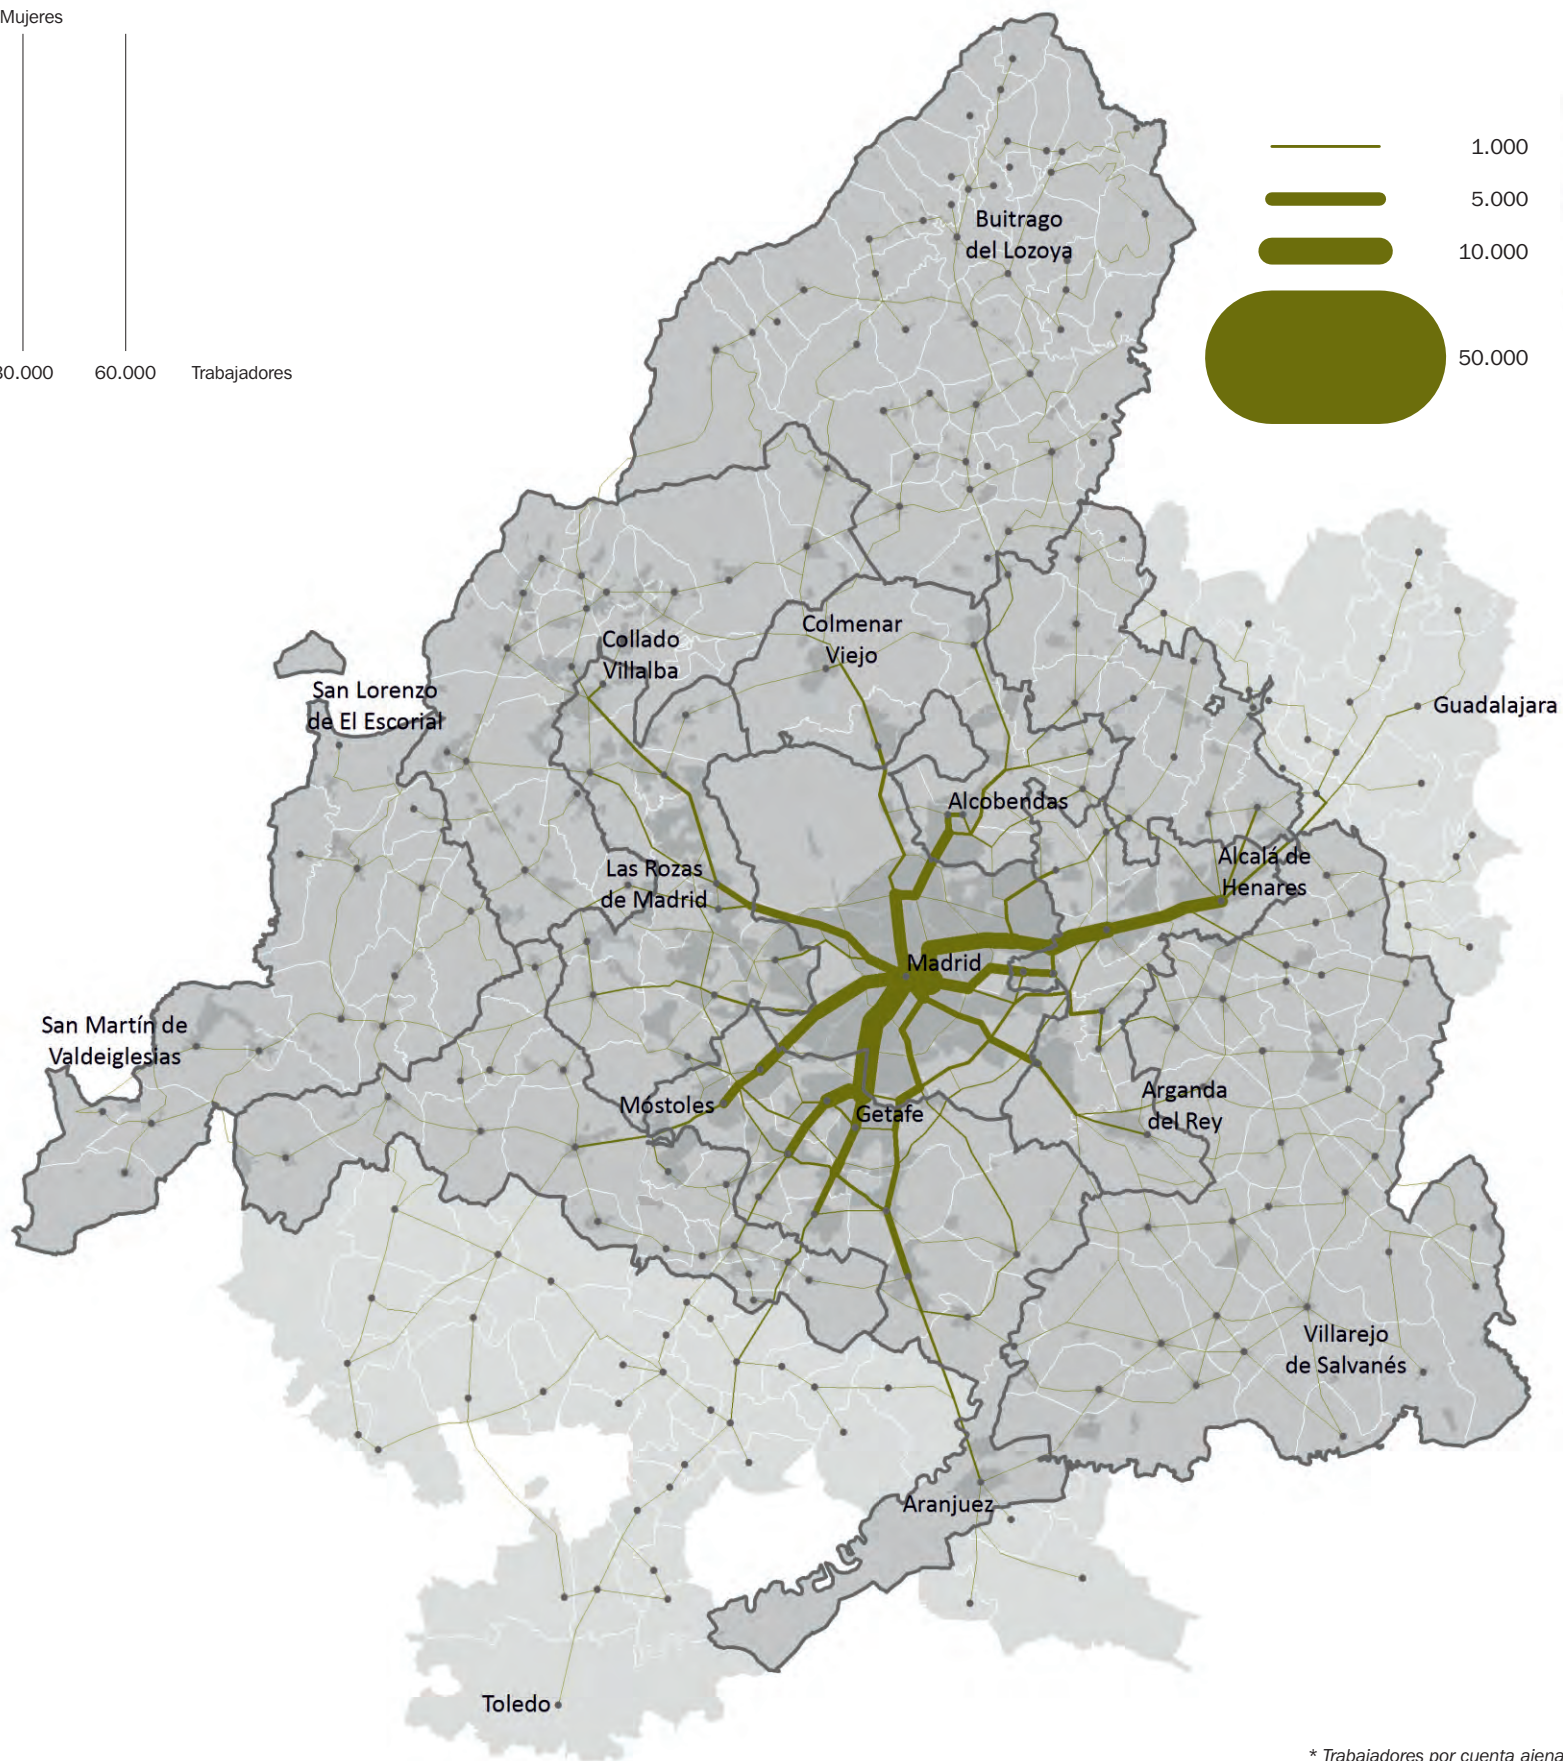 Mujeres
60.000
Trabajadores
1.000
5.000
10.000
50.000
Buitrago
del Lozoya
Colmenar
Viejo
Collado
Villalba
San Lorenzo
de El Escorial
Guadalajara
Alcobendas
Las Rozas
de Madrid
Alcalá de
Henares
Madrid
San Martín de
Valdeiglesias
Móstoles
Getafe
Arganda
del Rey
Villarejo
de Salvanés
Aranjuez
Toledo
* Trabajadores por cuenta ajena